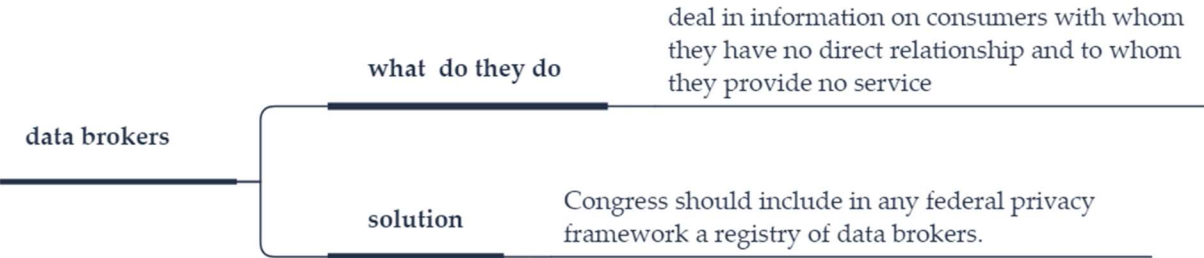 data brokers
what do they do
deal in information on consumers with whom
they have no direct relationship and to whom
they provide no service
solution
Congress should include in any federal privacy
framework a registry of data brokers.